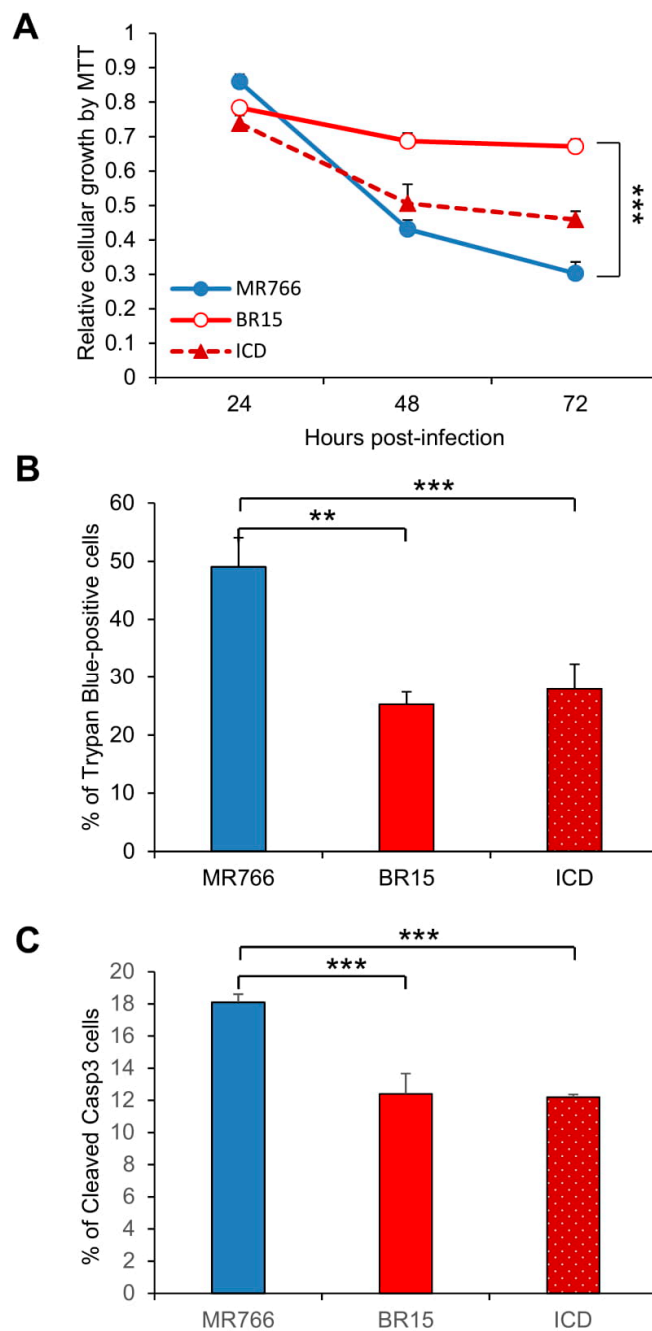 A
Relative cellular growth by MTT
1
0.9
0.8
0.7
0.6
0.5
0.4
0.3
0.2
0.1
0
MR766
BR15
ICD
***
24 48 72
Hours post-infection
B
% of Trypan Blue-positive cells
60
50
40
30
20
10
0
***
**
MR766 BR15 ICD
C
% of Cleaved Casp3 cells
20
18
16
14
12
10
8
6
4
2
0
***
***
MR766 BR15 ICD